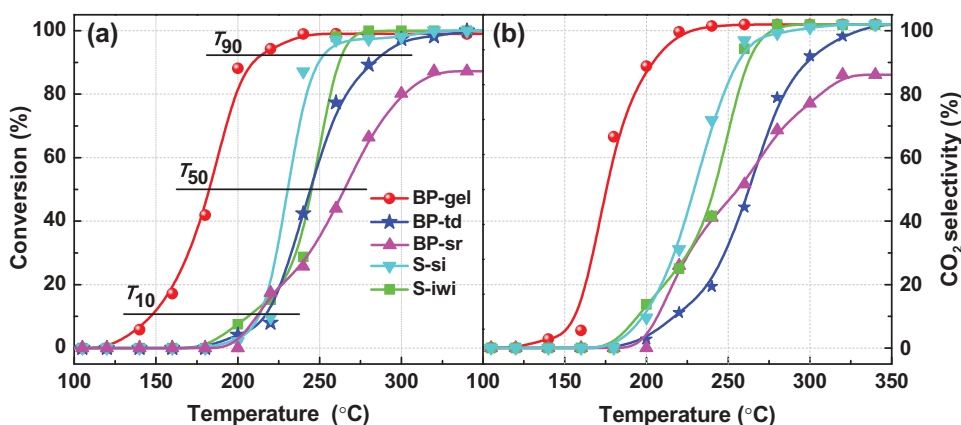 (a)
(b)
T90
T50
T10
BP-gel
BP-td
BP-sr
S-si
S-iwi
Conversion (%)
100
80
60
40
20
0
100 150 200 250 300 100 150 200 250 300 350
Temperature (°C)
Temperature (°C)
100
80
60
40
20
0
CO2 selectivity (%)